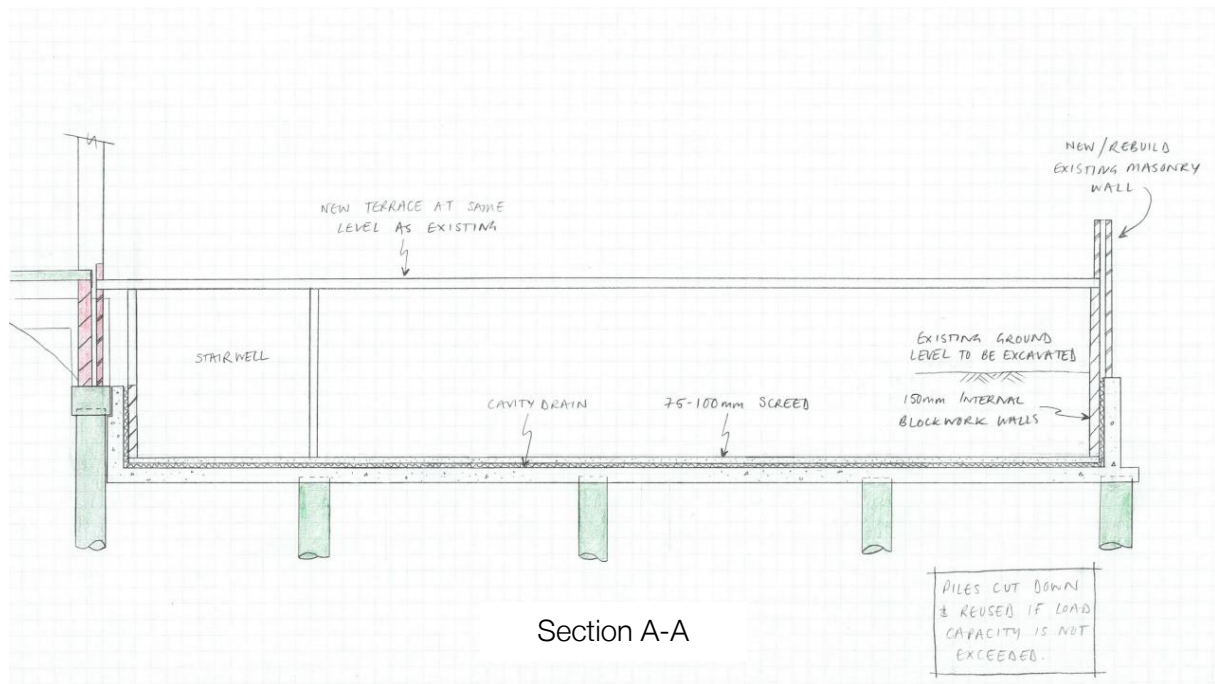 NEW/REBUILD
EXISTING MASONRY
WALL
NEW TERRACE AT SAME
LEVEL AS EXISTING
STAIRWELL
EXISTING GROUND
LEVEL TO BE EXCAVATED
CAVITY DRAIN
75-100mm SCREED
150mm INTERNAL
BLOCKWORK WALLS
PILES CUT DOWN
& REUSED IF LOAD
CAPACITY IS NOT
EXCEEDED.
Section A-A